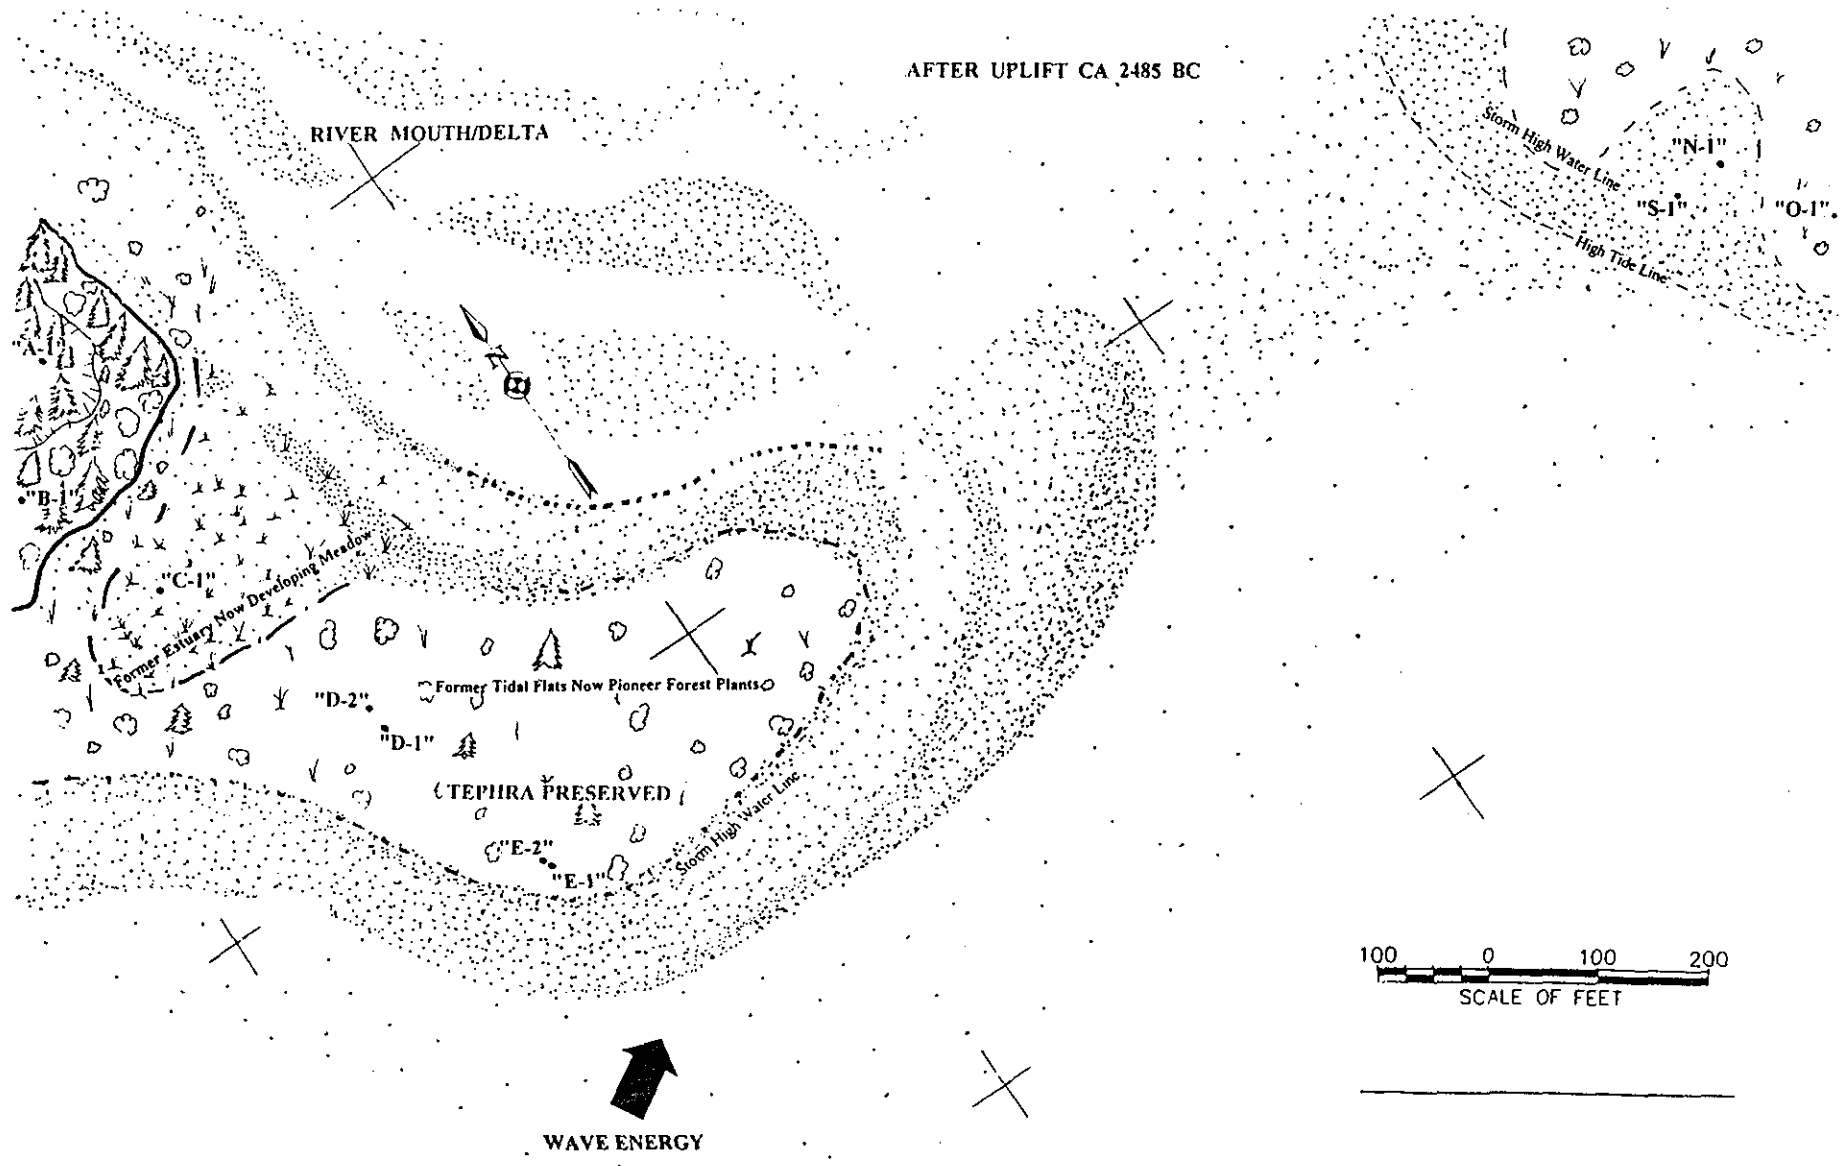 AFTER UPLIFT CA 2485 BC
RIVER MOUTH/DELTA
Storm High Water Line
"N-1"
"S-1"
"O-1"
High Tide Line
"A-1
N
"B-1"
"C-1"
Former Estuary Now Developing Meadow
"D-2"
Former Tidal Flats Now Pioneer Forest Plants
"D-1"
TEPHRA PRESERVED
Storm High Water Line
"E-2"
"E-1"
100 0 100 200
SCALE OF FEET
WAVE ENERGY